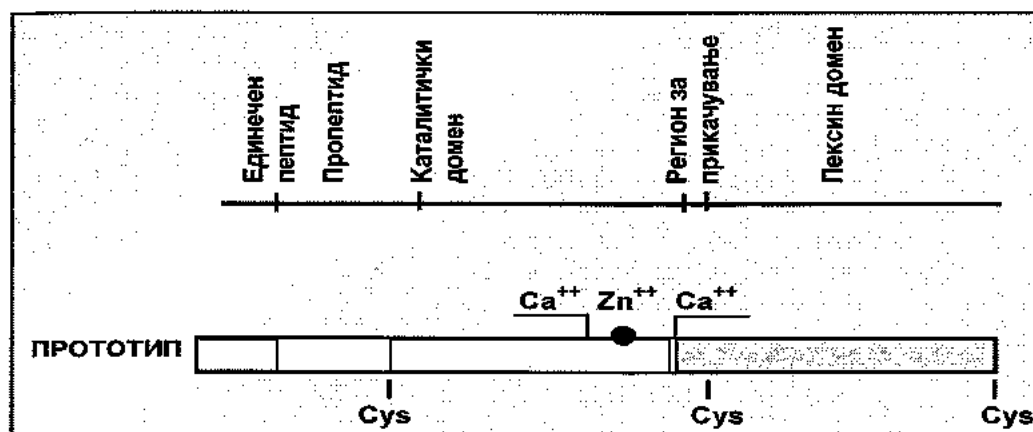 Единечен
пептид
Пропептид
Каталитички
домен
Регион за
прикачување
Пексин домен
Ca++ Zn++ Ca++
ПРОТОТИП
Cys Cys Cys